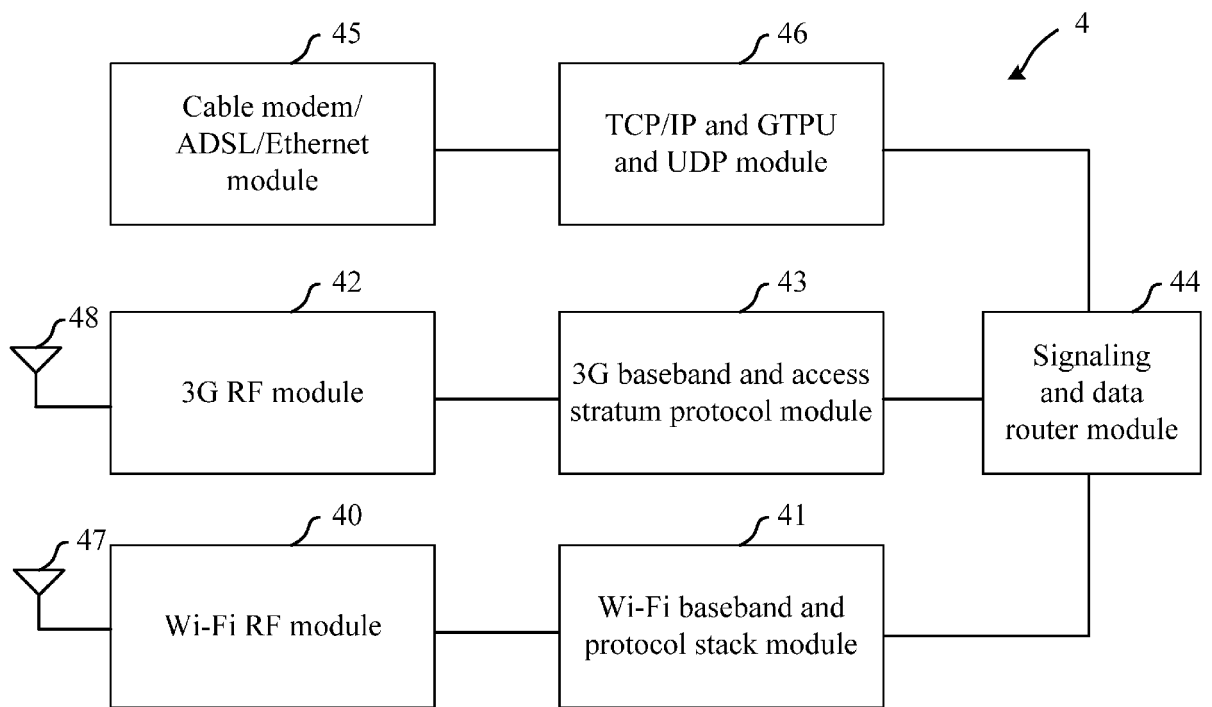 45
46
4
Cable modem/
ADSL/Ethernet
module
TCP/IP and GTPU
and UDP module
48
42
43
44
3G RF module
3G baseband and access
stratum protocol module
Signaling
and data
router module
47
40
41
Wi-Fi RF module
Wi-Fi baseband and
protocol stack module